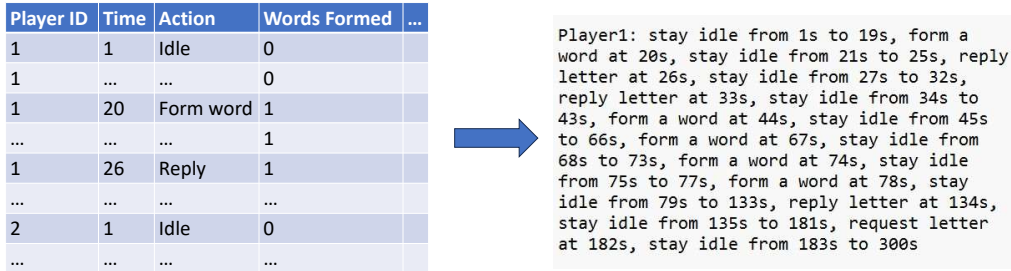 Player ID Time Action Words Formed ...
1 1 Idle 0
1 ... ... 0
1 20 Form word 1
... ... ... 1
1 26 Reply 1
... ... ... ...
2 1 Idle 0
... ... ... ...
Player1: stay idle from 1s to 19s, form a
word at 20s, stay idle from 21s to 25s, reply
letter at 26s, stay idle from 27s to 32s,
reply letter at 33s, stay idle from 34s to
43s, form a word at 44s, stay idle from 45s
to 66s, form a word at 67s, stay idle from
68s to 73s, form a word at 74s, stay idle
from 75s to 77s, form a word at 78s, stay
idle from 79s to 133s, reply letter at 134s,
stay idle from 135s to 181s, request letter
at 182s, stay idle from 183s to 300s